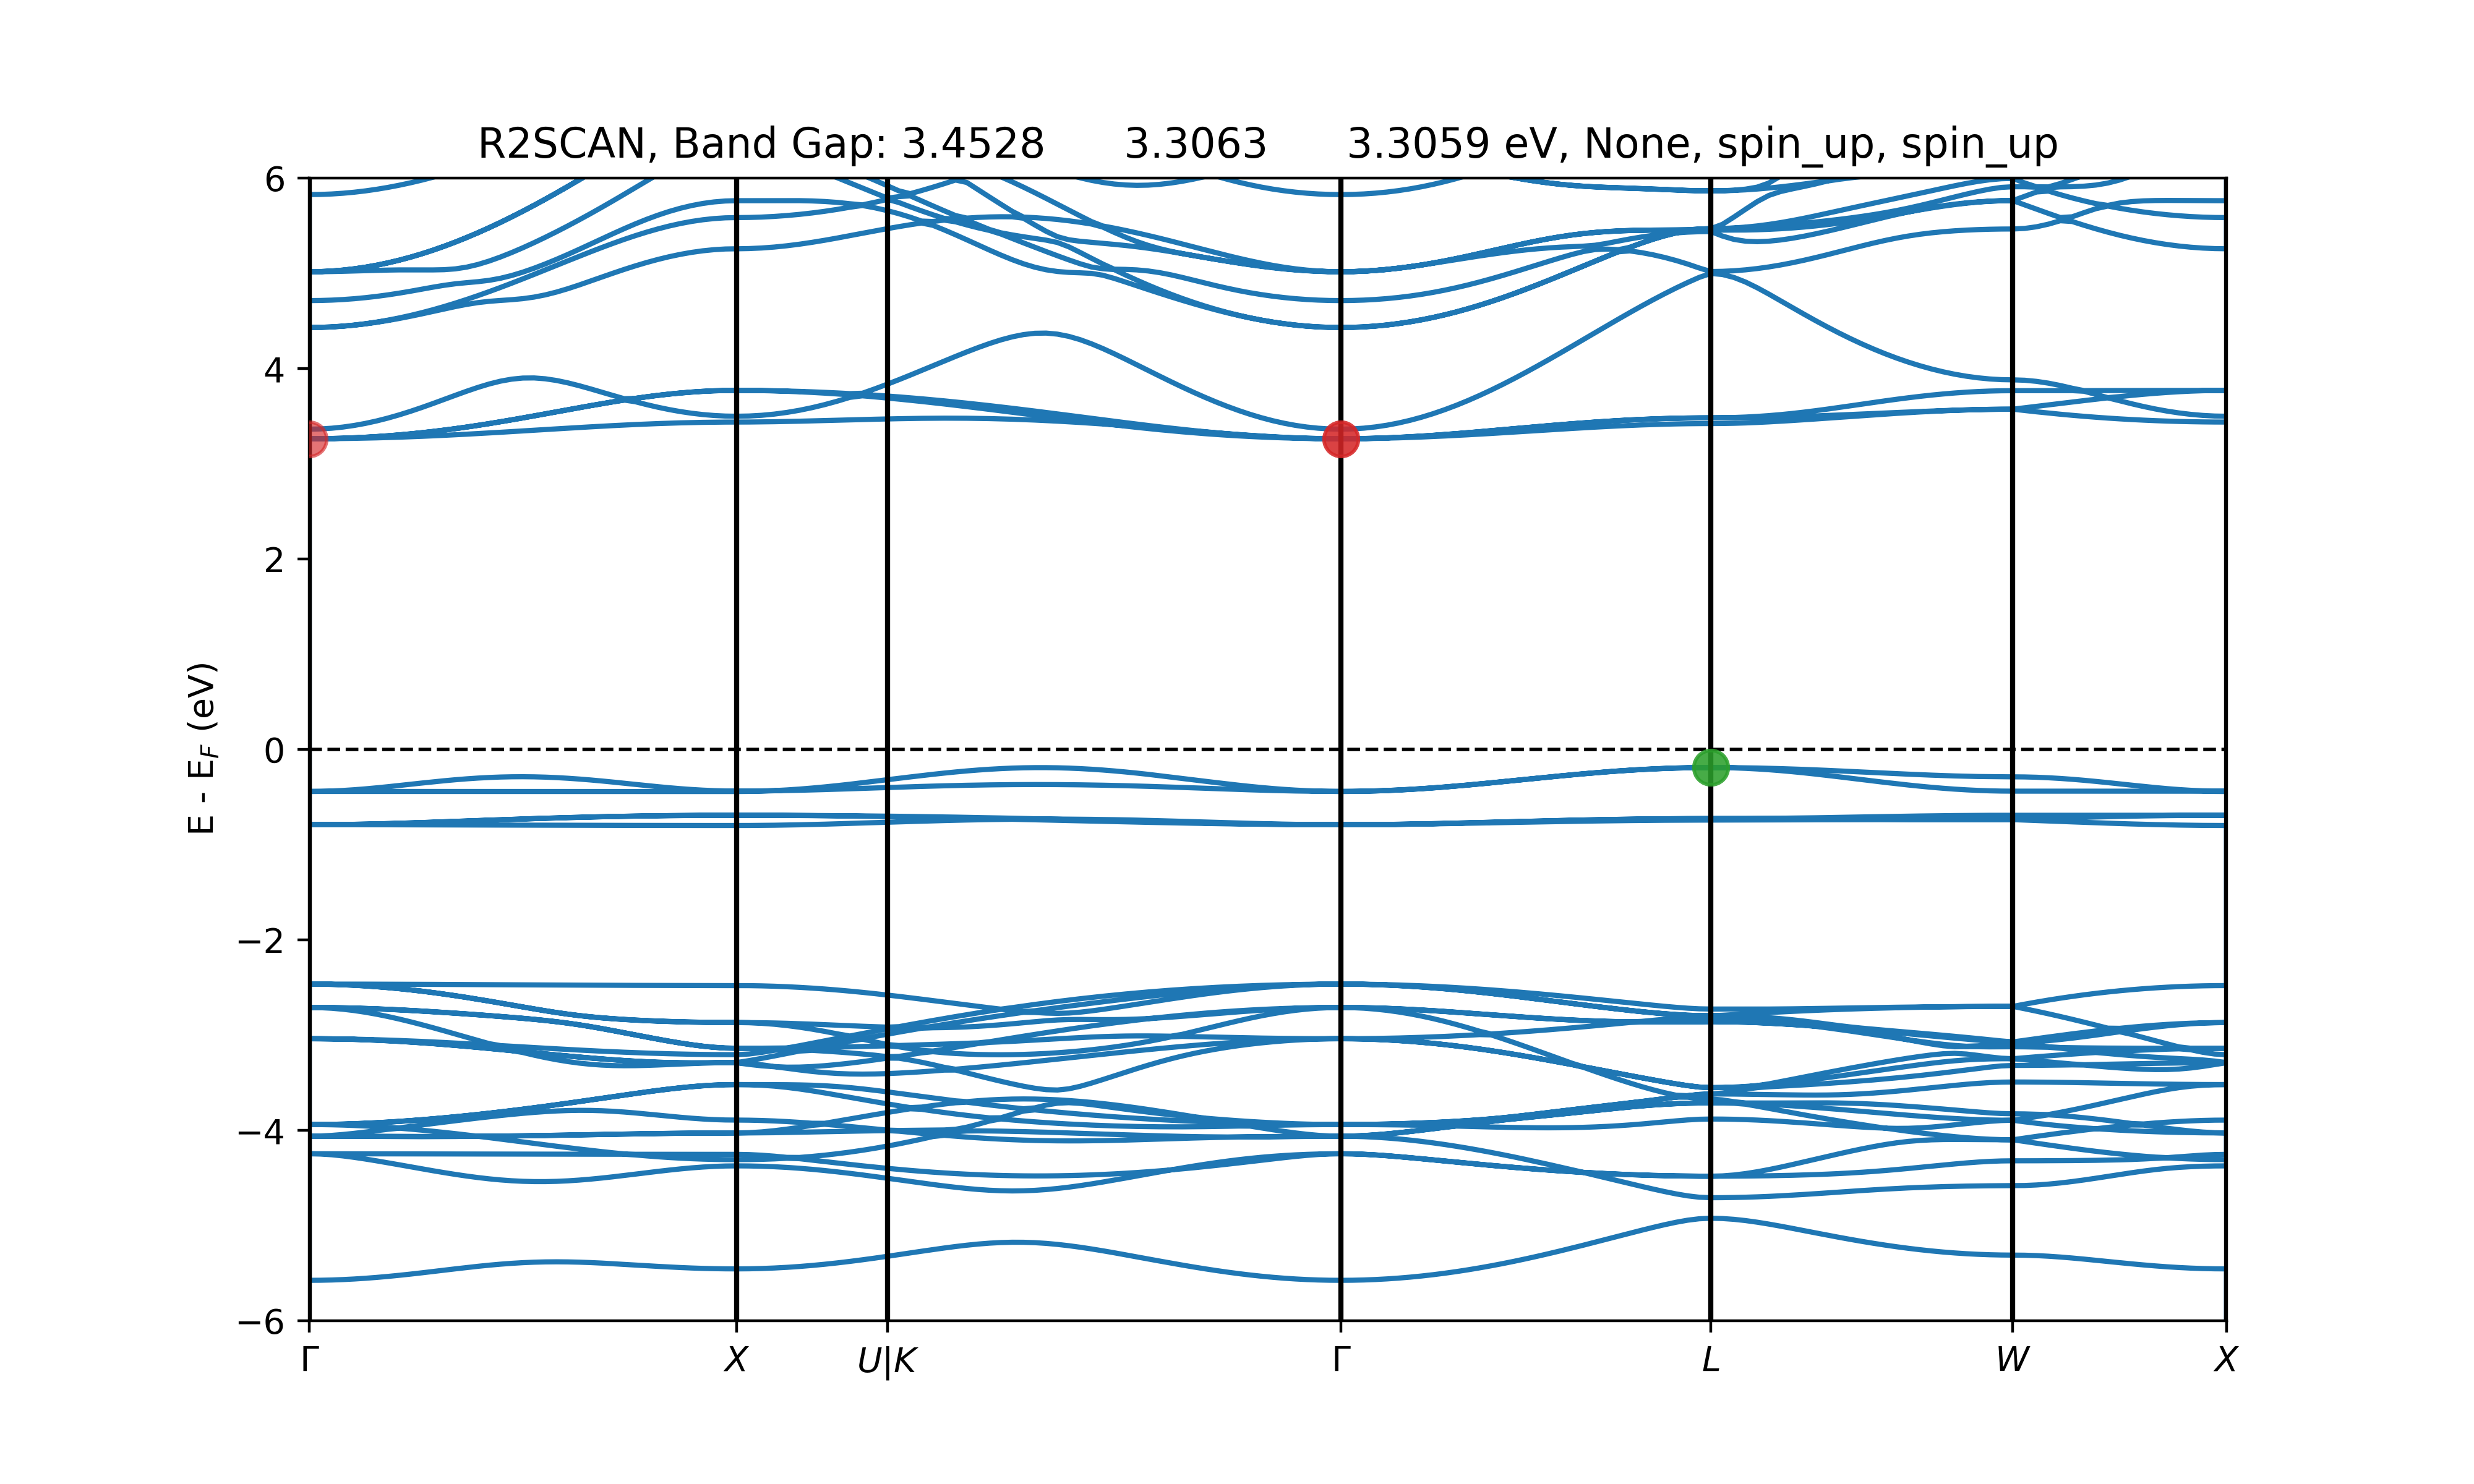 R2SCAN, Band Gap: 3.4528 3.3063 3.3059 eV, None, spin_up, spin_up
6
4
2
0
−2
−4
−6
E - E_F (eV)
Γ X U|K Γ L W X